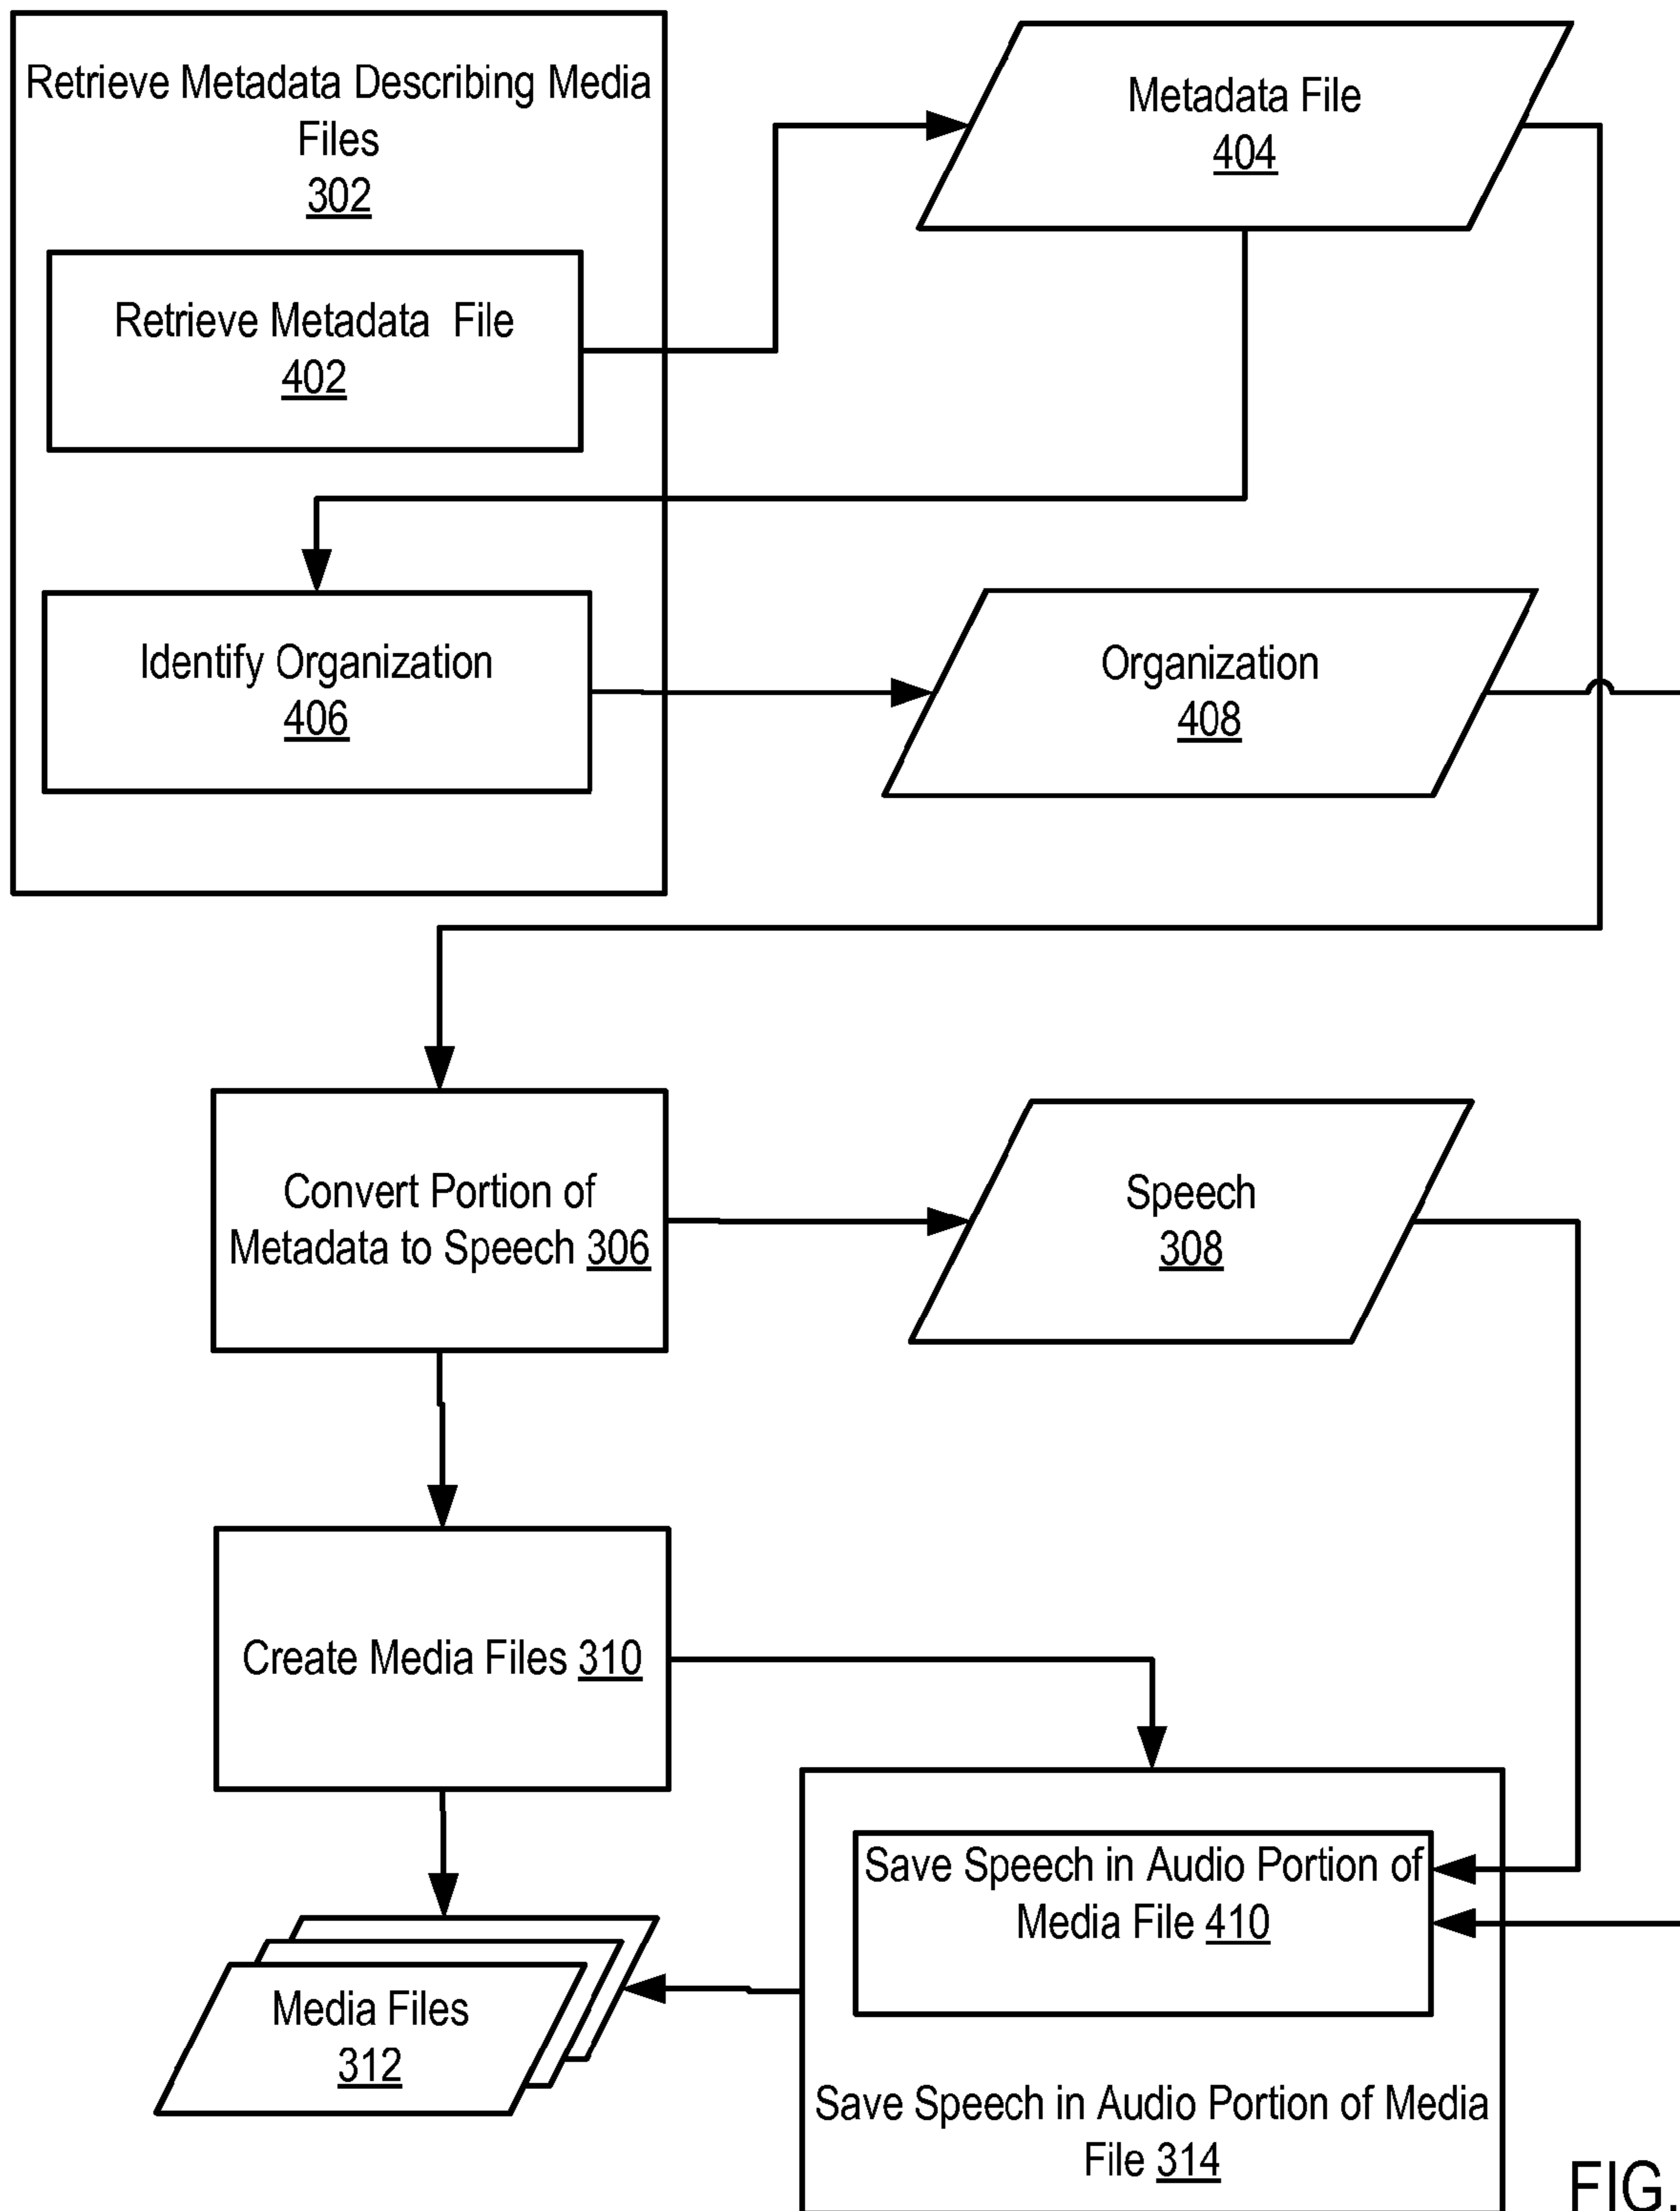 Retrieve Metadata Describing Media
Files
302
Metadata File
404
Retrieve Metadata File
402
Identify Organization
406
Organization
408
Convert Portion of
Metadata to Speech 306
Speech
308
Create Media Files 310
Save Speech in Audio Portion of
Media File 410
Media Files
312
Save Speech in Audio Portion of Media
File 314
FIG.